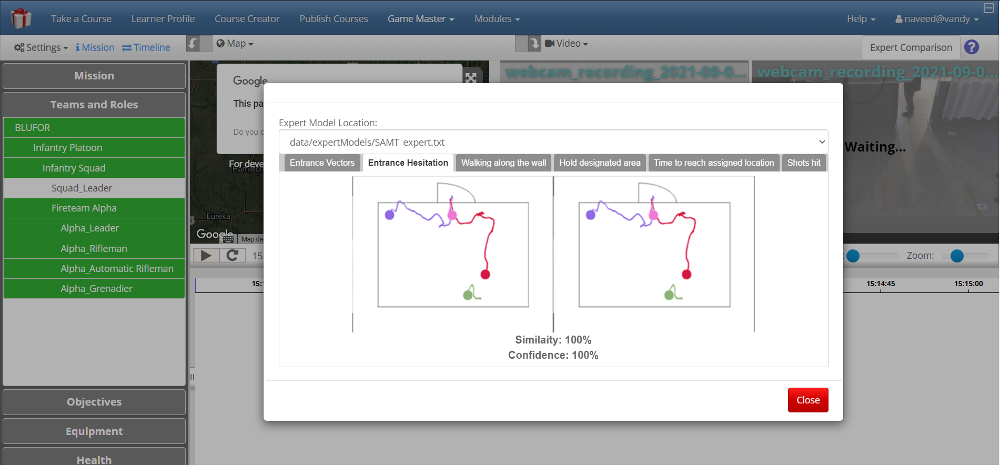 Take a Course Learner Profile Course Creator Publish Courses Game Master Modules Help naveed@vandy
Settings Mission Timeline Map Video Expert Comparison ?
Mission
Teams and Roles
BLUFOR
Infantry Platoon
Infantry Squad
Squad_Leader
Fireteam Alpha
Alpha_Leader
Alpha_Rifleman
Alpha_Automatic Rifleman
Alpha_Grenadier
Objectives
Equipment
Health
Google
This pa
Do you c
For deve
Hamilton
Eureka
Google
Map da
webcam_recording_2021-09-0...
webcam_recording_2021-09-0...
Waiting...
15:
Zoom:
15:1
15:14:45
15:15:00
Expert Model Location:
data/expertModels/SAMT_expert.txt
Entrance Vectors Entrance Hesitation Walking along the wall Hold designated area Time to reach assigned location Shots hit
Similaity: 100%
Confidence: 100%
Close